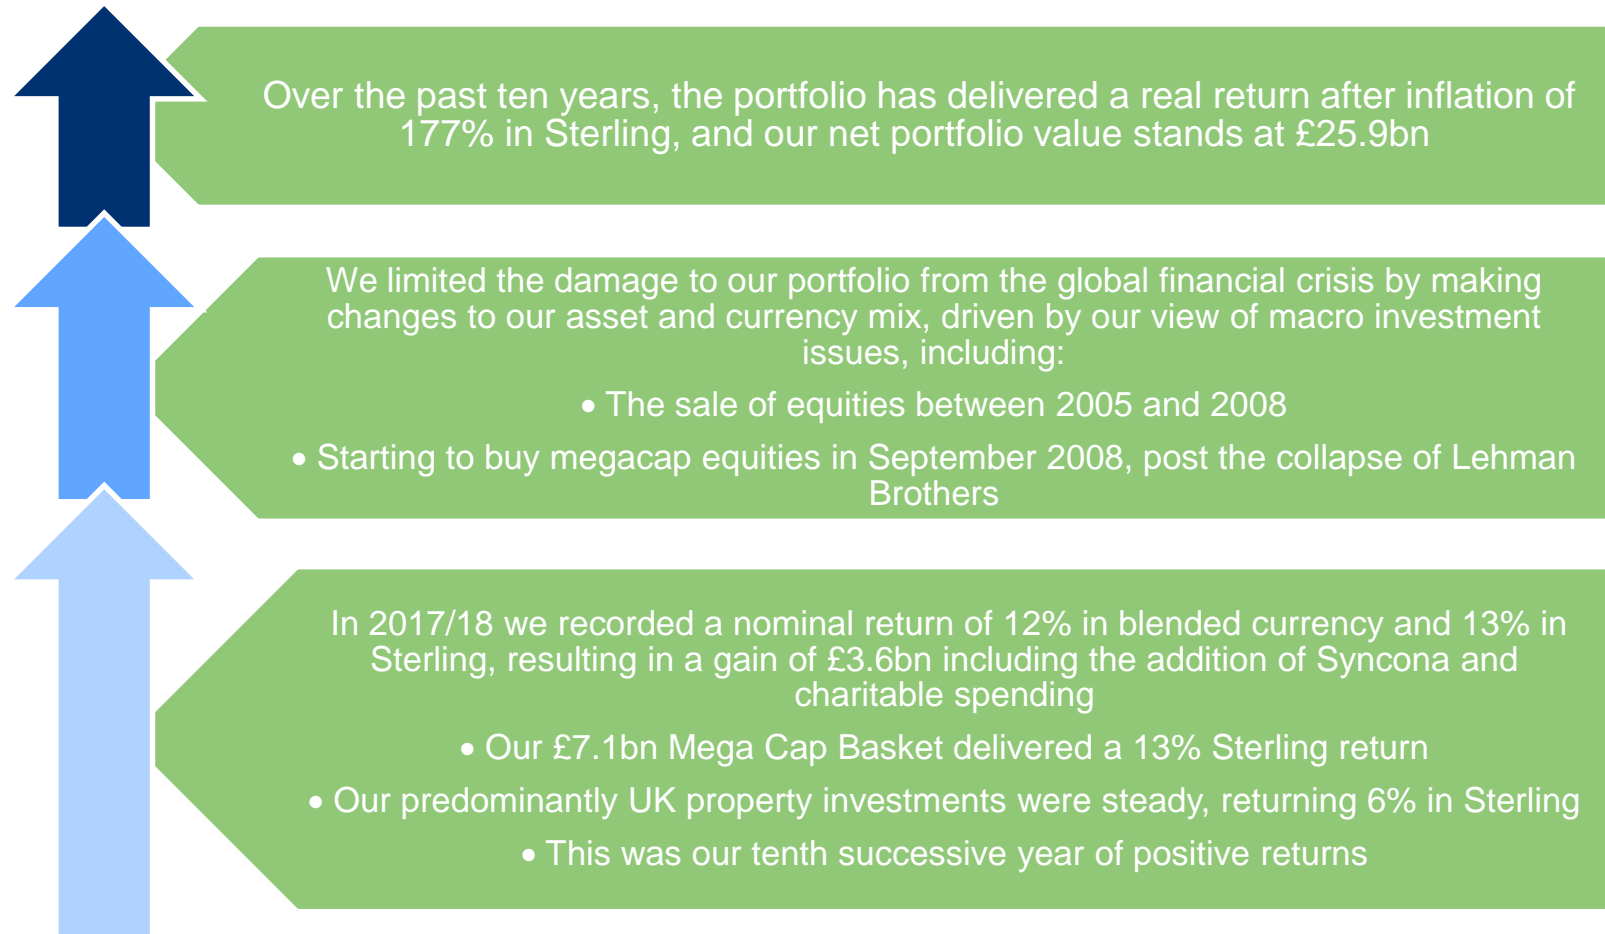 Over the past ten years, the portfolio has delivered a real return after inflation of
177% in Sterling, and our net portfolio value stands at £25.9bn
We limited the damage to our portfolio from the global financial crisis by making
changes to our asset and currency mix, driven by our view of macro investment
issues, including:
• The sale of equities between 2005 and 2008
• Starting to buy megacap equities in September 2008, post the collapse of Lehman
Brothers
In 2017/18 we recorded a nominal return of 12% in blended currency and 13% in
Sterling, resulting in a gain of £3.6bn including the addition of Syncona and
charitable spending
• Our £7.1bn Mega Cap Basket delivered a 13% Sterling return
• Our predominantly UK property investments were steady, returning 6% in Sterling
• This was our tenth successive year of positive returns